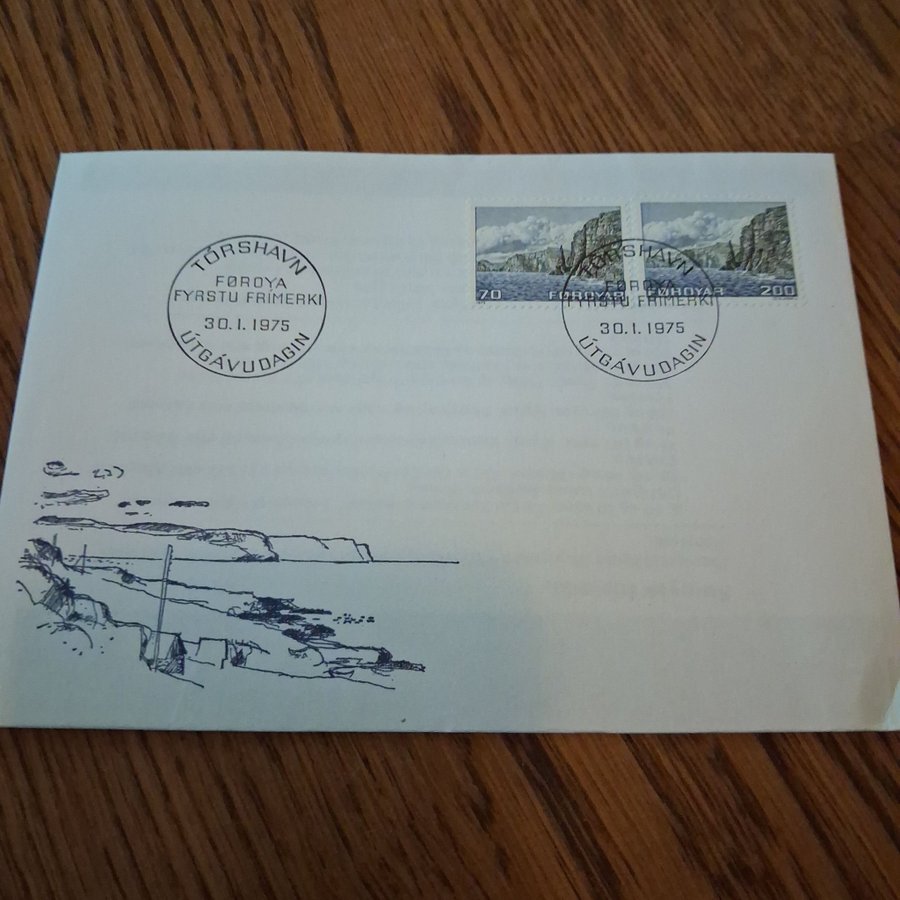 TÓRSHAVN
FØROYA
FYRSTU FRÍMERKI
30.1.1975
ÚTGÁVUDAGIN
70 FØROYAR
FØROYAR 200
TÓRSHAVN
FØROYA
FYRSTU FRÍMERKI
30.1.1975
ÚTGÁVUDAGIN